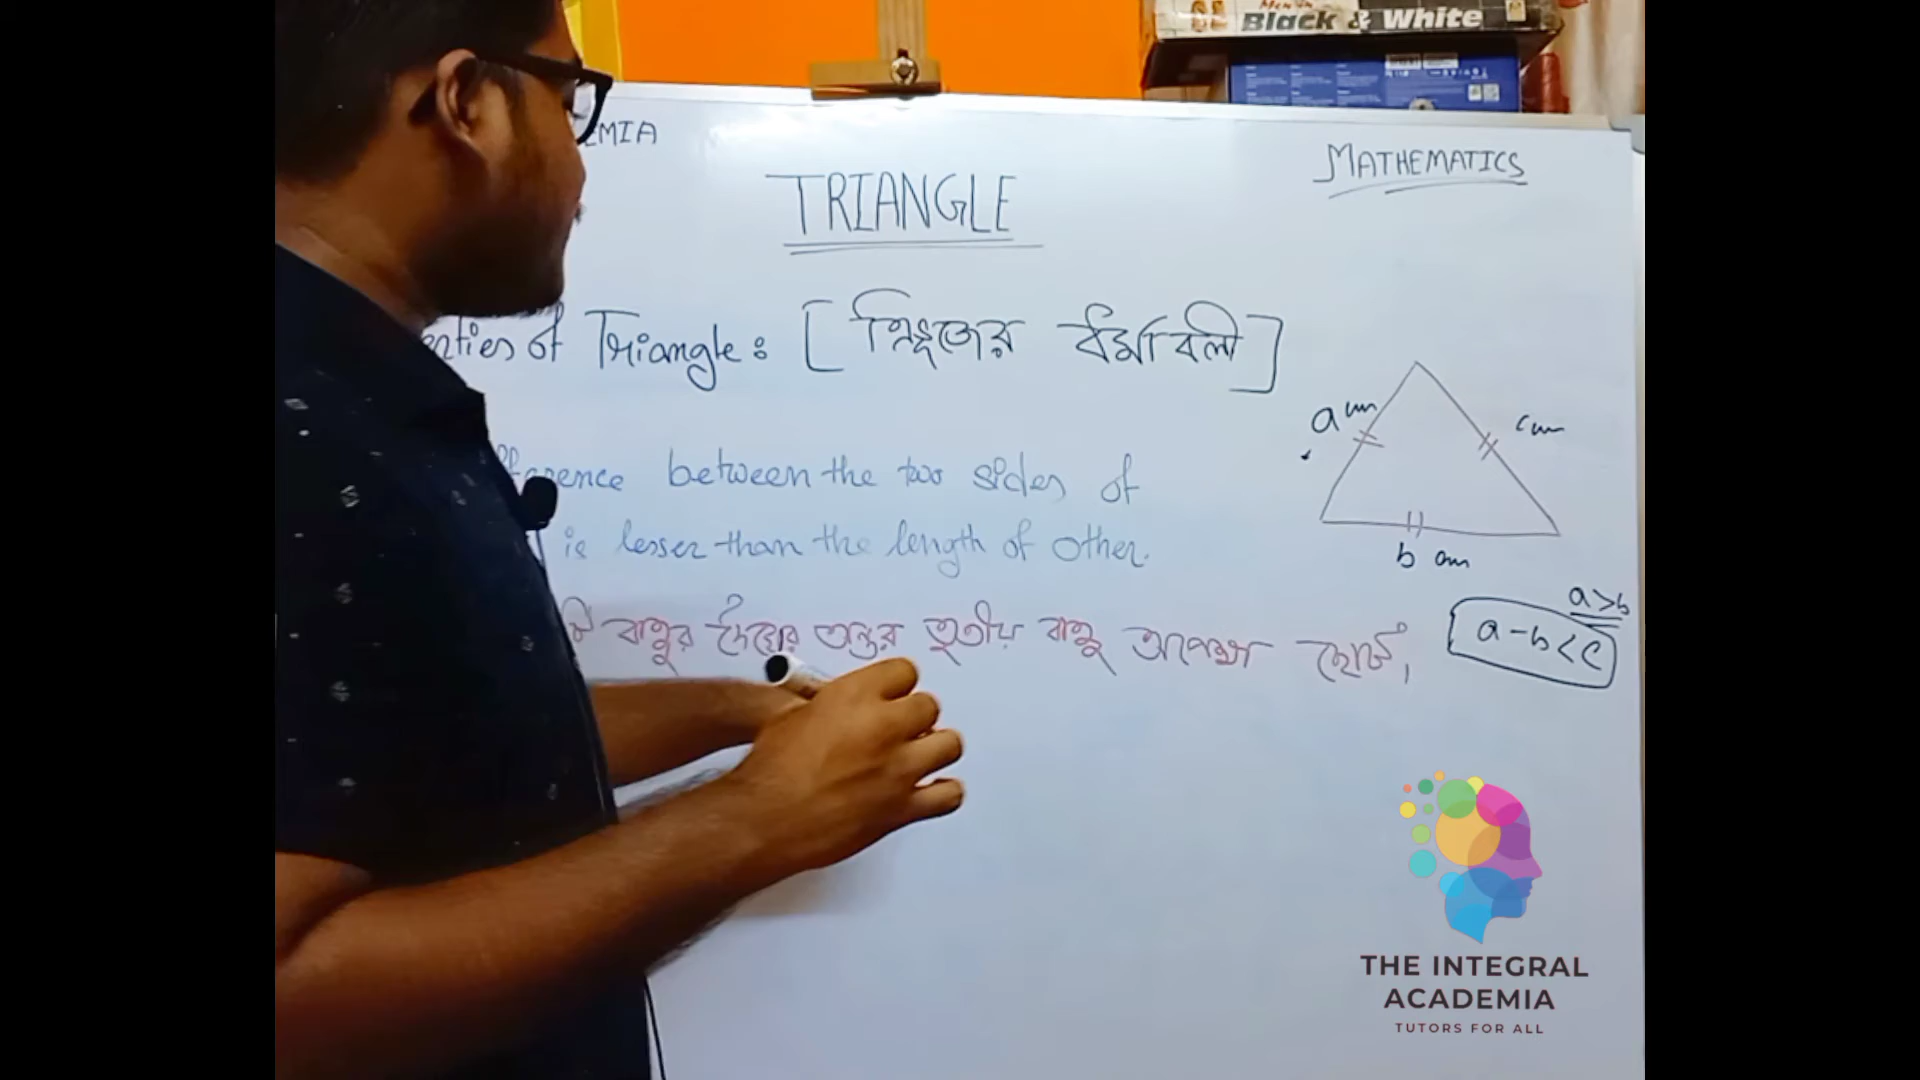 Black & White
EMIA
MATHEMATICS
TRIANGLE
erties of Triangle: [ত্রিভূজের ধর্মাবলী]
fference between the two sides of
is lesser than the length of other.
টি বাহুর দৈর্ঘ্যের অন্তর তৃতীয় বাহু অপেক্ষা ছোট।
a cm
c cm
b cm
a>b
a-b<c
THE INTEGRAL
ACADEMIA
TUTORS FOR ALL